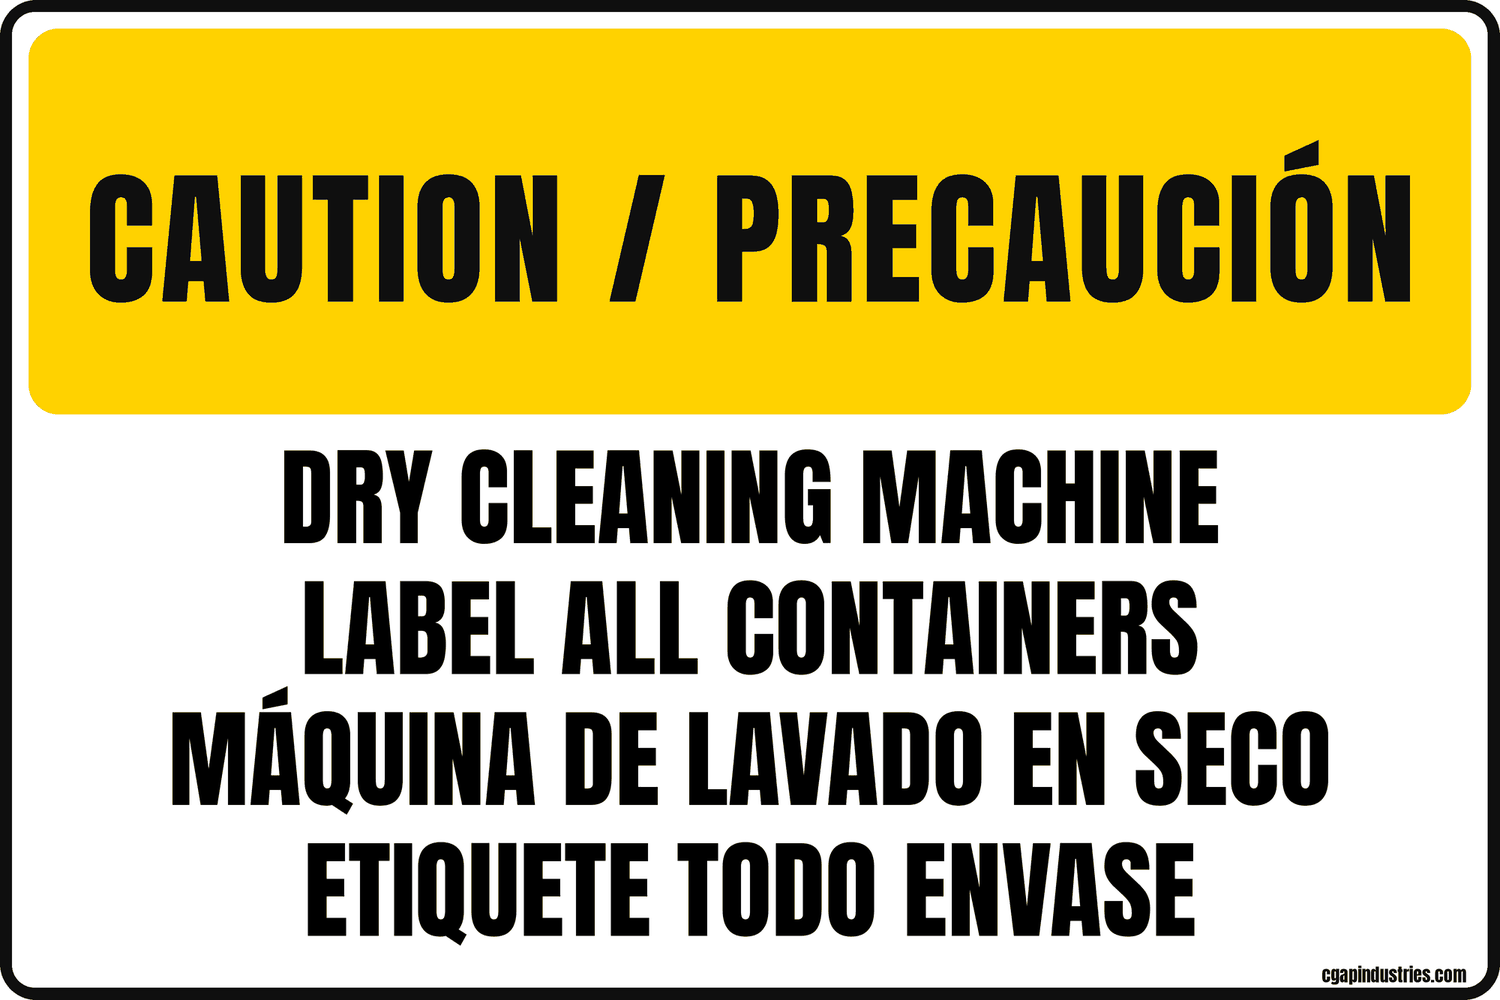 CAUTION / PRECAUCIÓN
DRY CLEANING MACHINE
LABEL ALL CONTAINERS
MÁQUINA DE LAVADO EN SECO
ETIQUETE TODO ENVASE
cgapindustries.com